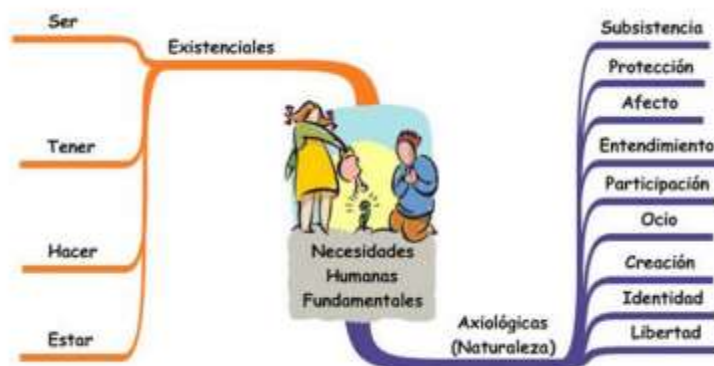 Ser
Existenciales
Tener
Hacer
Estar
Necesidades
Humanas
Fundamentales
Subsistencia
Protección
Afecto
Entendimiento
Participación
Ocio
Creación
Identidad
Libertad
Axiológicas
(Naturaleza)